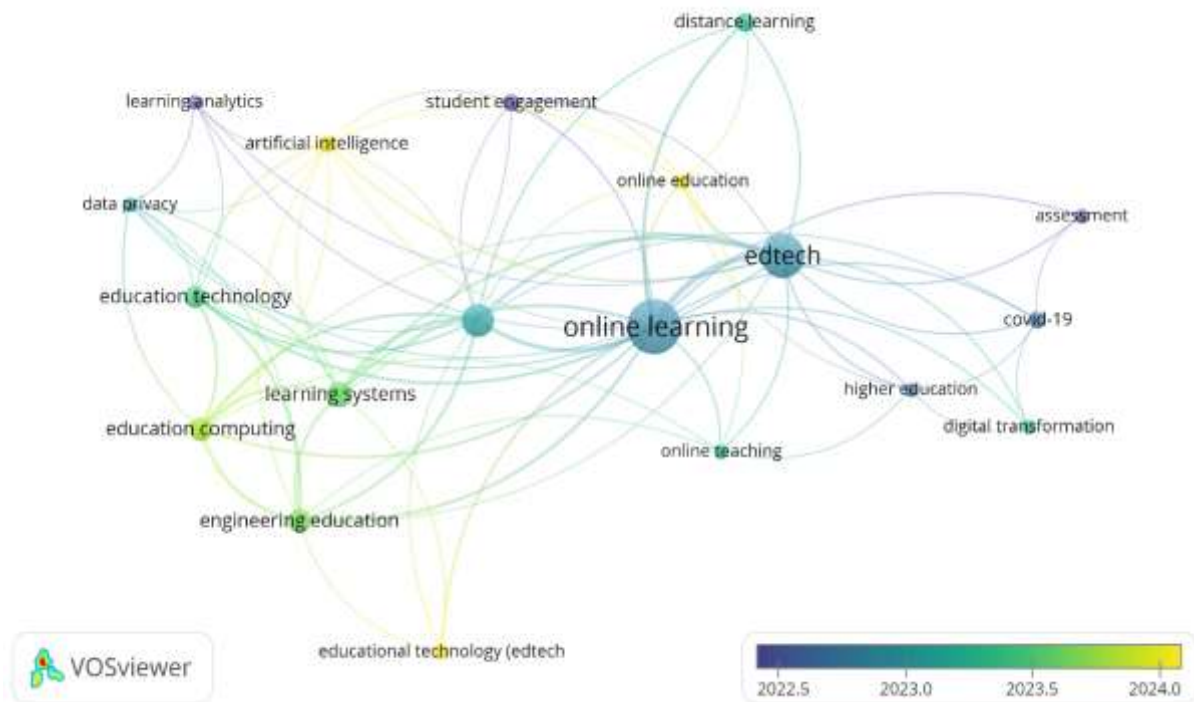 distance learning
learning analytics
student engagement
artificial intelligence
online education
data privacy
assessment
edtech
education technology
online learning
covid-19
higher education
learning systems
education computing
digital transformation
online teaching
engineering education
educational technology (edtech
VOSviewer
2022.5 2023.0 2023.5 2024.0